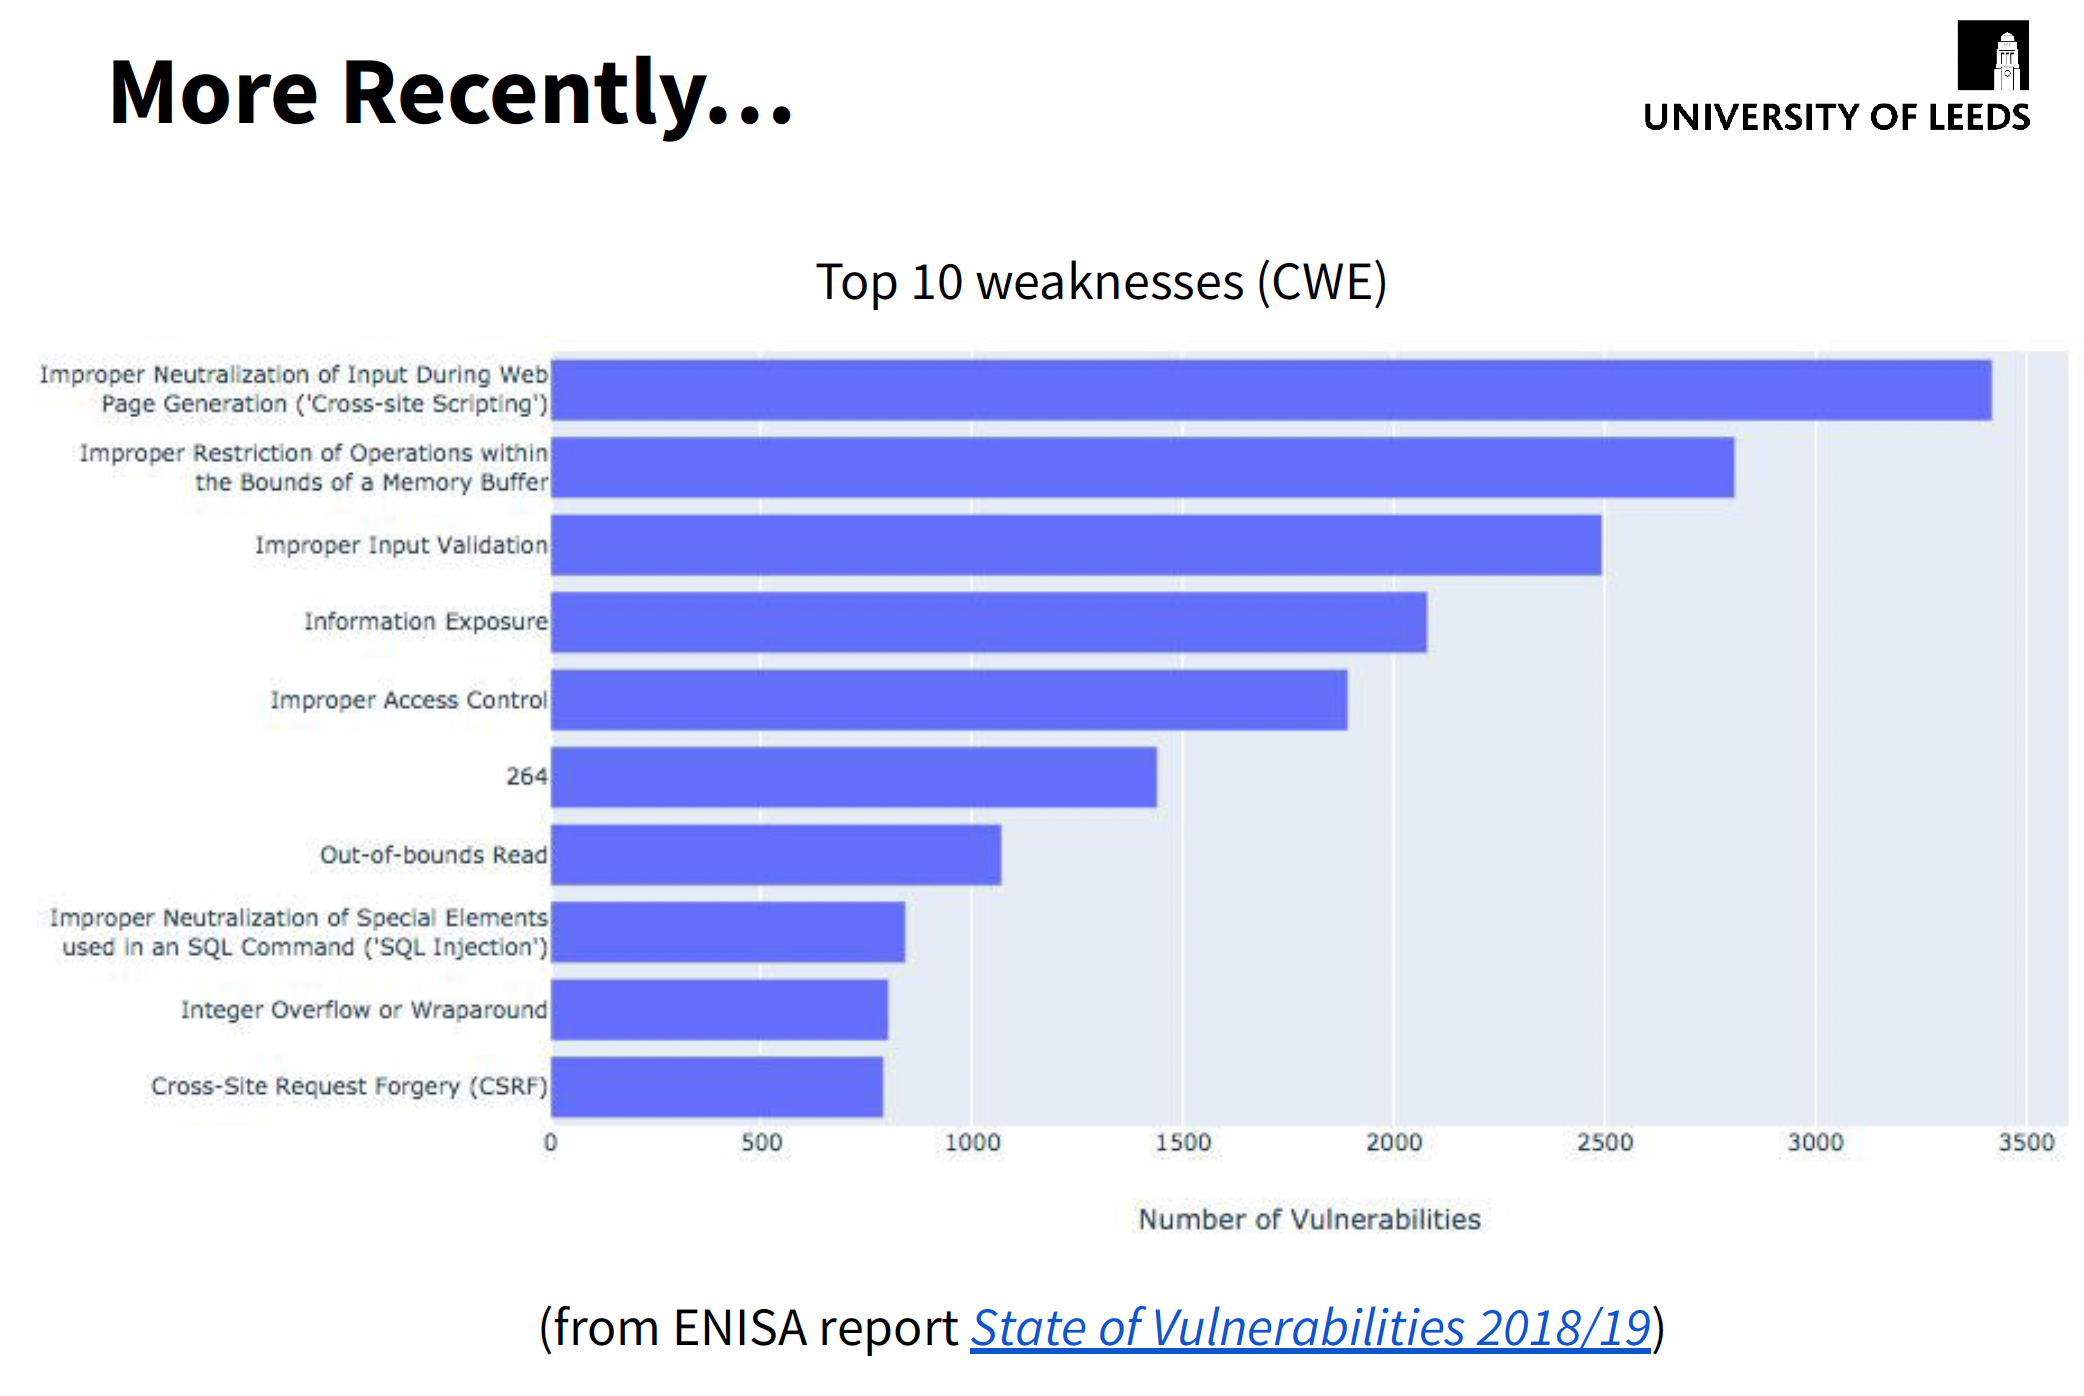 More Recently...
UNIVERSITY OF LEEDS
Top 10 weaknesses (CWE)
Improper Neutralization of Input During Web
Page Generation ('Cross-site Scripting')
Improper Restriction of Operations within
the Bounds of a Memory Buffer
Improper Input Validation
Information Exposure
Improper Access Control
264
Out-of-bounds Read
Improper Neutralization of Special Elements
used in an SQL Command ('SQL Injection')
Integer Overflow or Wraparound
Cross-Site Request Forgery (CSRF)
0 500 1000 1500 2000 2500 3000 3500
Number of Vulnerabilities
(from ENISA report State of Vulnerabilities 2018/19)